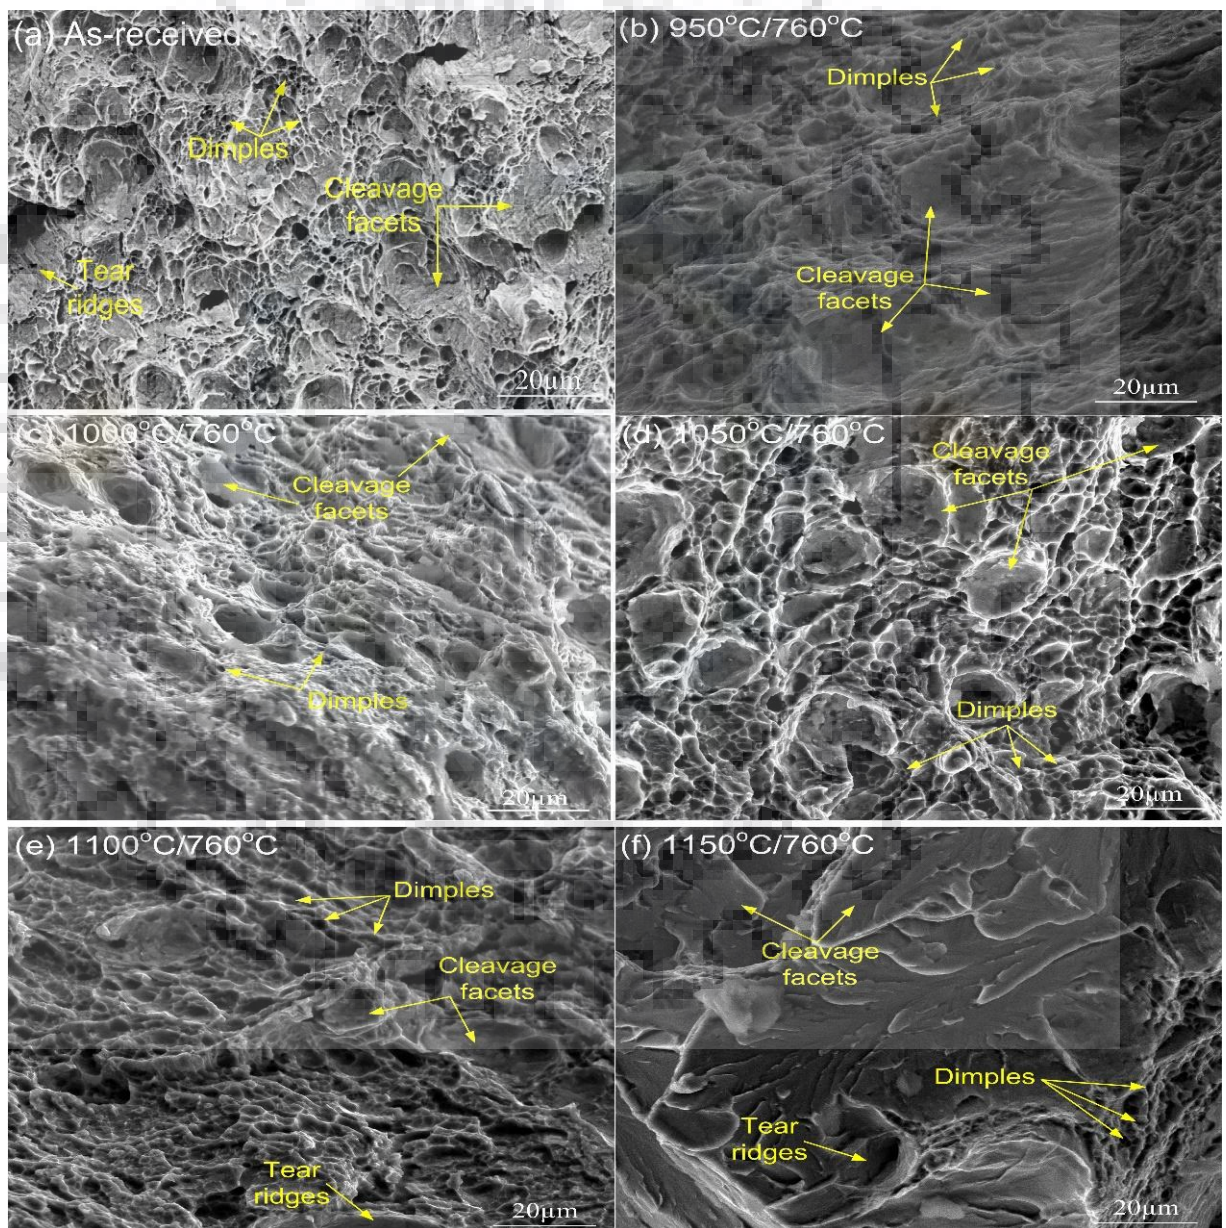 (a) As-received
Dimples
Cleavage
facets
Tear
ridges
20µm
(b) 950°C/760°C
Dimples
Cleavage
facets
20µm
(c) 1000°C/760°C
Cleavage
facets
Dimples
20µm
(d) 1050°C/760°C
Cleavage
facets
Dimples
20µm
(e) 1100°C/760°C
Dimples
Cleavage
facets
Tear
ridges
20µm
(f) 1150°C/760°C
Cleavage
facets
Dimples
Tear
ridges
20µm